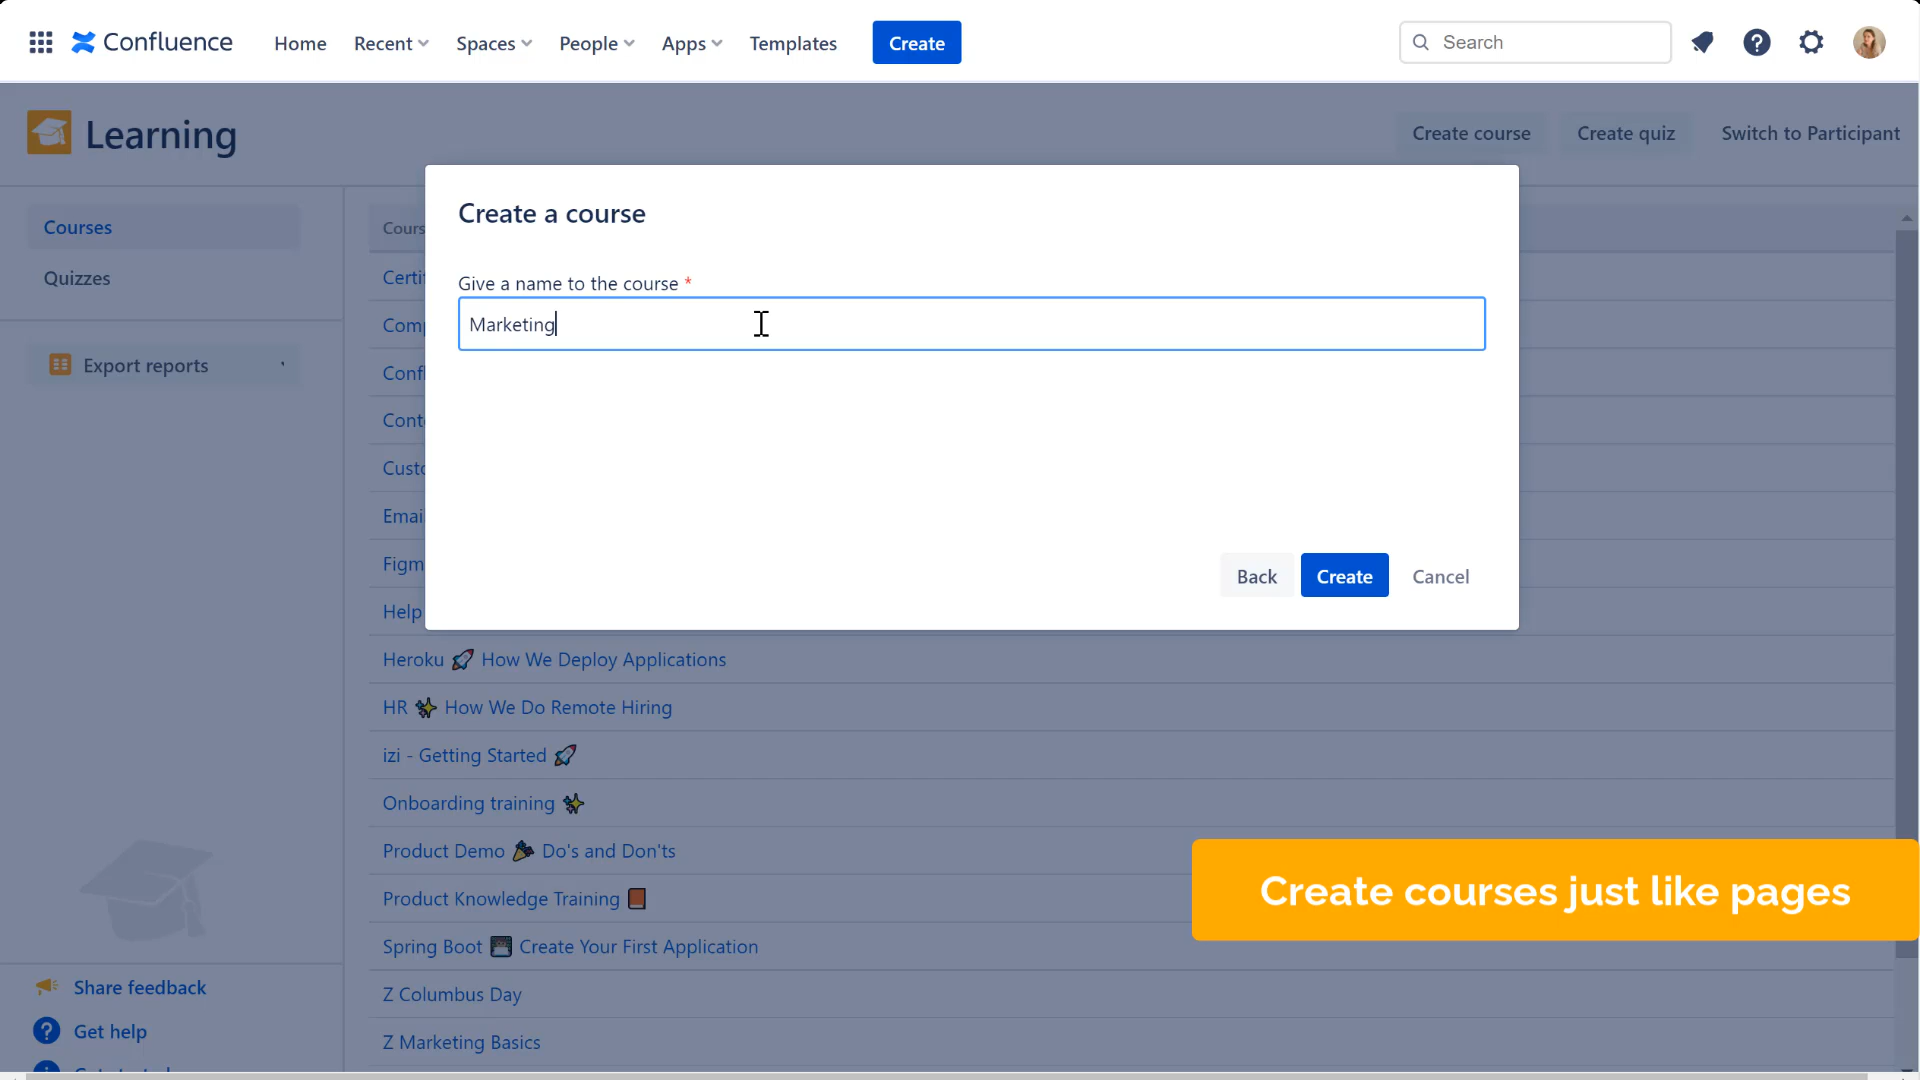 Confluence
Home
Recent
Spaces
People
Apps
Templates
Create
Search
Learning
Create course
Create quiz
Switch to Participant
Courses
Quizzes
Export reports
Share feedback
Get help
Create a course
Give a name to the course *
Marketing
Back
Create
Cancel
Cours
Certif
Comp
Conf
Conte
Custo
Emai
Figm
Help
Heroku 🚀 How We Deploy Applications
HR ✨ How We Do Remote Hiring
izi - Getting Started 🚀
Onboarding training ✨
Product Demo 🎉 Do's and Don'ts
Product Knowledge Training 📙
Spring Boot 👨🏻‍💻 Create Your First Application
Z Columbus Day
Z Marketing Basics
Create courses just like pages